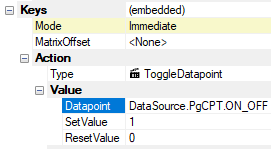 Keys (embedded)
Mode Immediate
MatrixOffset <None>
Action
Type ToggleDatapoint
Value
Datapoint DataSource.PgCPT.ON_OFF
SetValue 1
ResetValue 0